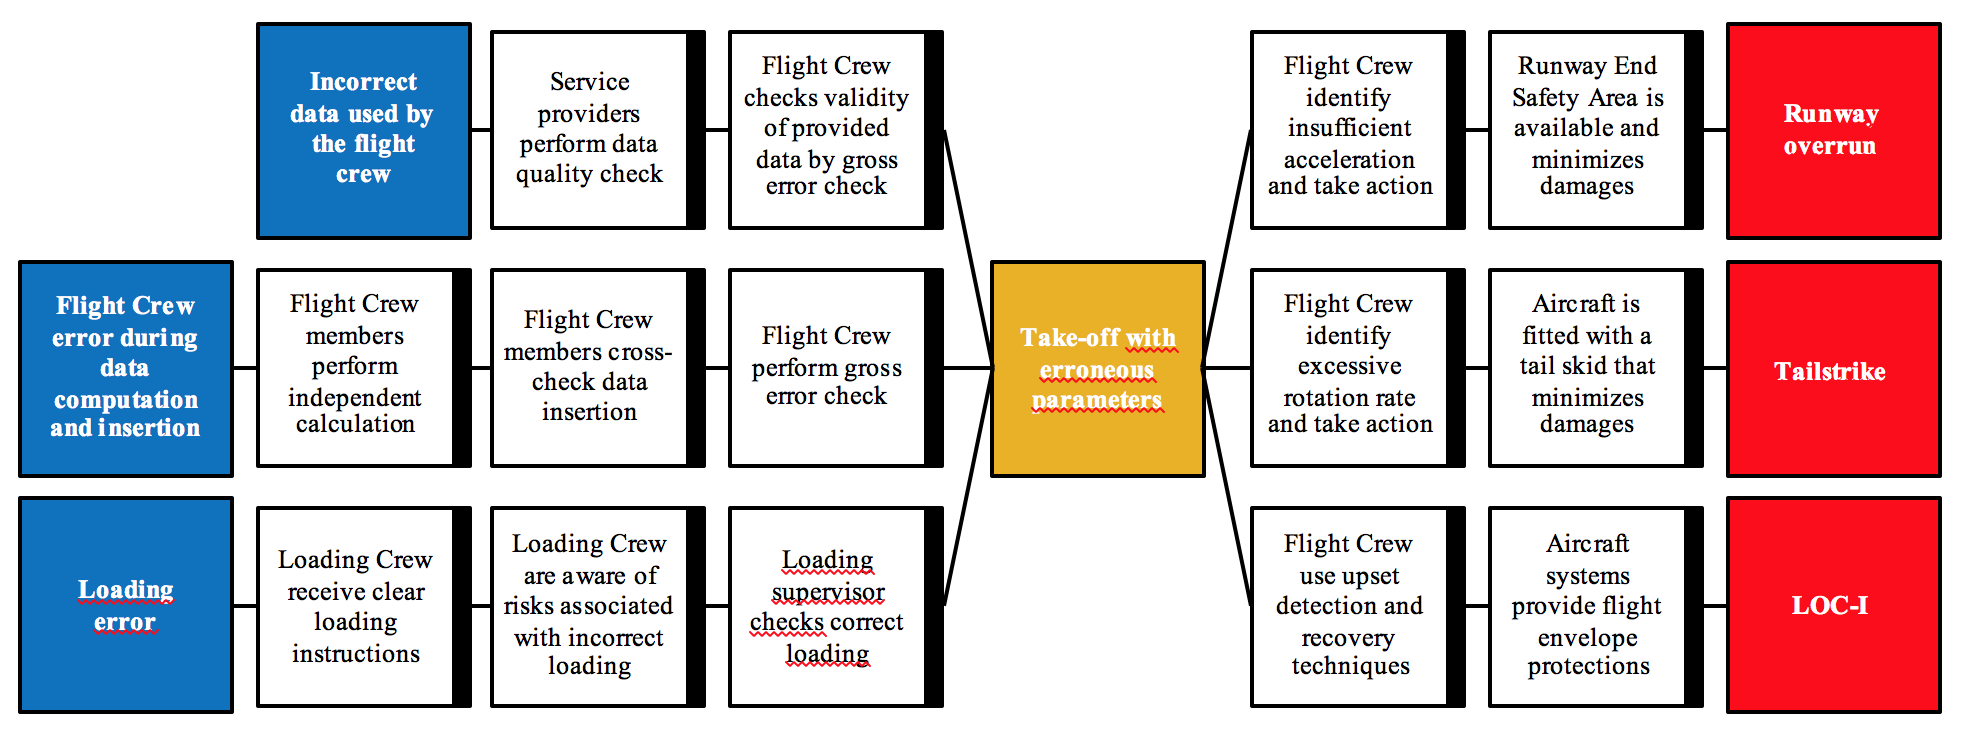 Incorrect
data used by
the flight
crew
Service
providers
perform data
quality check
Flight Crew
checks validity
of provided
data by gross
error check
Flight Crew
identify
insufficient
acceleration
and take action
Runway End
Safety Area is
available and
minimizes
damages
Runway
overrun
Flight Crew
error during
data
computation
and insertion
Flight Crew
members
perform
independent
calculation
Flight Crew
members cross-
check data
insertion
Flight Crew
perform gross
error check
Take-off with
erroneous
parameters
Flight Crew
identify
excessive
rotation rate
and take action
Aircraft is
fitted with a
tail skid that
minimizes
damages
Tailstrike
Loading
error
Loading Crew
receive clear
loading
instructions
Loading Crew
are aware of
risks associated
with incorrect
loading
Loading
supervisor
checks correct
loading
Flight Crew
use upset
detection and
recovery
techniques
Aircraft
systems
provide flight
envelope
protections
LOC-I